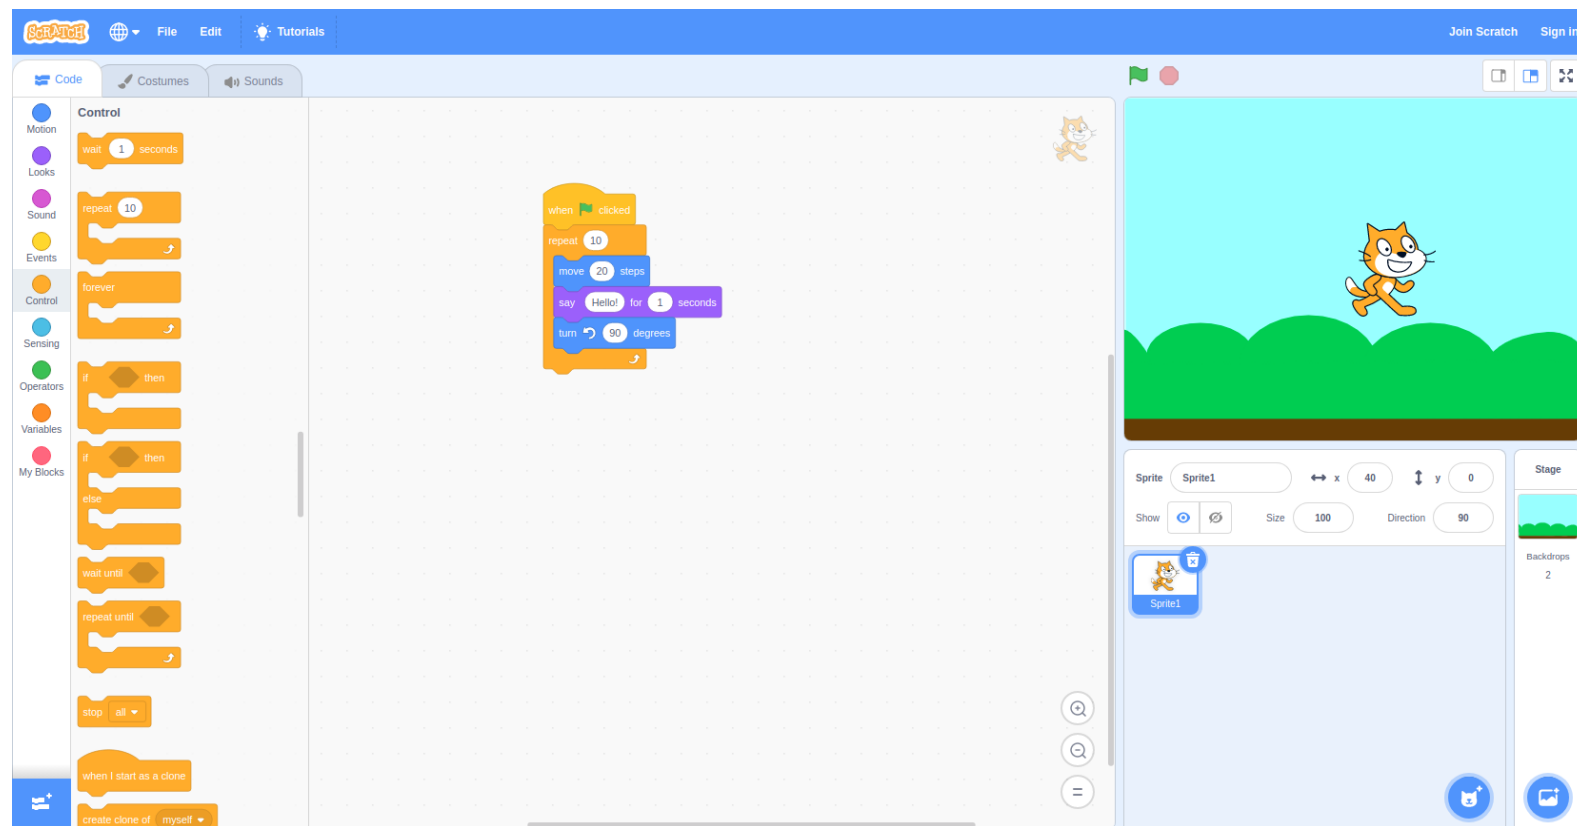 SCRATCH File Edit Tutorials Join Scratch Sign in
Code Costumes Sounds
Motion
Looks
Sound
Events
Control
Sensing
Operators
Variables
My Blocks
Control
wait 1 seconds
repeat 10
forever
if then
if then
else
wait until
repeat until
stop all
when I start as a clone
create clone of myself
when clicked
repeat 10
move 20 steps
say Hello! for 1 seconds
turn 90 degrees
Sprite Sprite1 x 40 y 0
Show Size 100 Direction 90
Sprite1
Stage
Backdrops
2